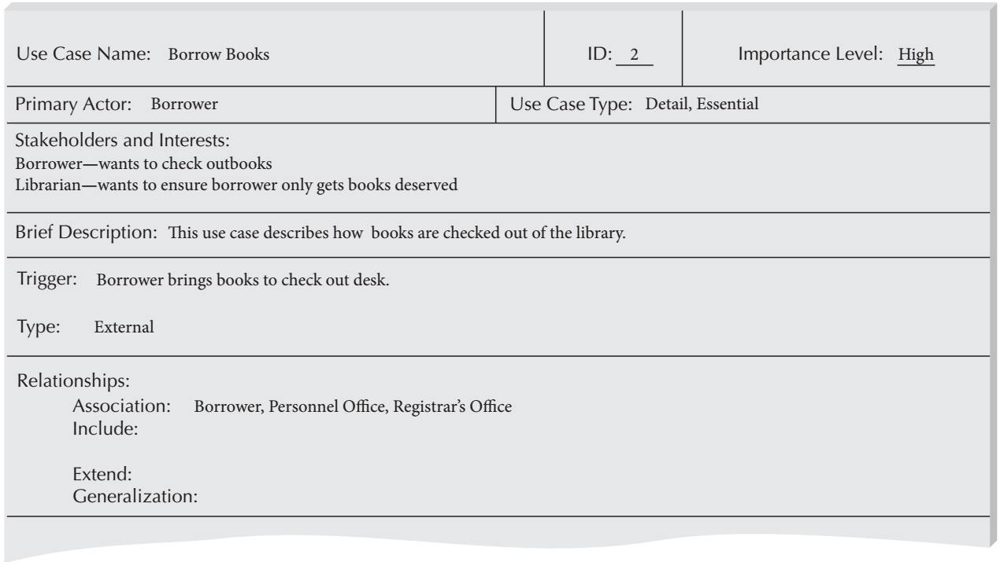 Use Case Name: Borrow Books ID: 2 Importance Level: High
Primary Actor: Borrower Use Case Type: Detail, Essential
Stakeholders and Interests:
Borrower—wants to check outbooks
Librarian—wants to ensure borrower only gets books deserved
Brief Description: This use case describes how books are checked out of the library.
Trigger: Borrower brings books to check out desk.
Type: External
Relationships:
Association: Borrower, Personnel Office, Registrar's Office
Include:
Extend:
Generalization: